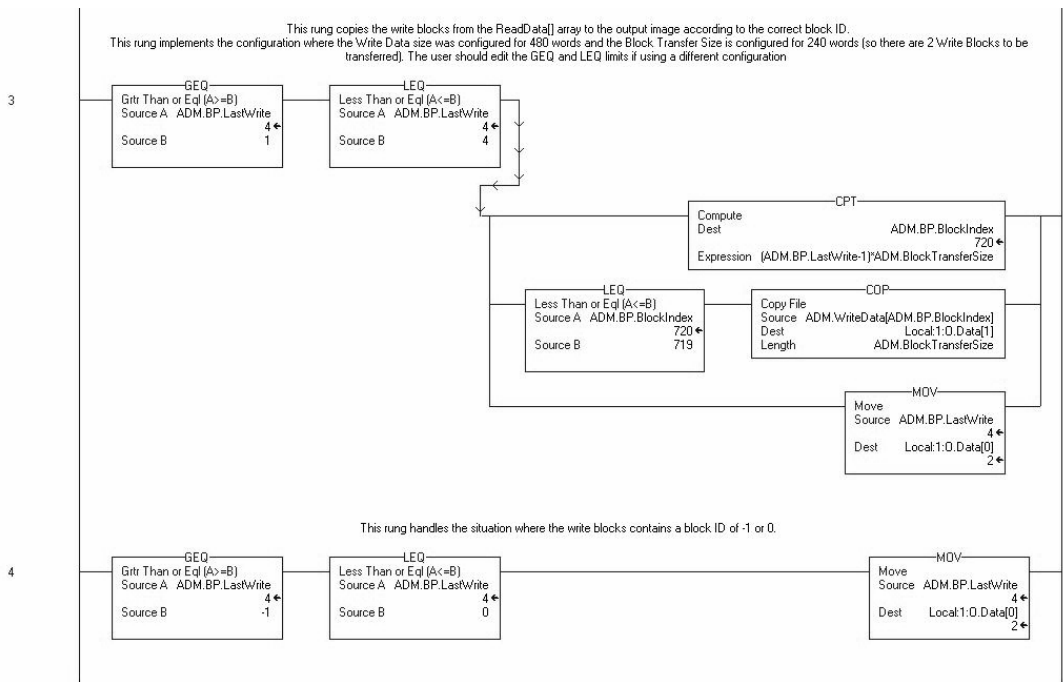 This rung copies the write blocks from the ReadData[] array to the output image according to the correct block ID.
This rung implements the configuration where the Write Data size was configured for 480 words and the Block Transfer Size is configured for 240 words (so there are 2 Write Blocks to be
transferred). The user should edit the GEQ and LEQ limits if using a different configuration
3
GEQ
Grtr Than or Eql (A>=B)
Source A ADM.BP.LastWrite
4
Source B 1
LEQ
Less Than or Eql (A<=B)
Source A ADM.BP.LastWrite
4
Source B 4
CPT
Compute
Dest ADM.BP.BlockIndex
720
Expression (ADM.BP.LastWrite-1)*ADM.BlockTransferSize
LEQ
Less Than or Eql (A<=B)
Source A ADM.BP.BlockIndex
720
Source B 719
COP
Copy File
Source ADM.WriteData[ADM.BP.BlockIndex]
Dest Local:1:O.Data[1]
Length ADM.BlockTransferSize
MOV
Move
Source ADM.BP.LastWrite
4
Dest Local:1:O.Data[0]
2
This rung handles the situation where the write blocks contains a block ID of -1 or 0.
4
GEQ
Grtr Than or Eql (A>=B)
Source A ADM.BP.LastWrite
4
Source B -1
LEQ
Less Than or Eql (A<=B)
Source A ADM.BP.LastWrite
4
Source B 0
MOV
Move
Source ADM.BP.LastWrite
4
Dest Local:1:O.Data[0]
2